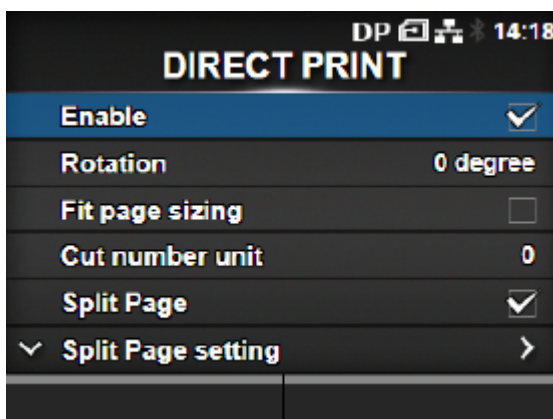 DP 14:18
DIRECT PRINT
Enable
Rotation 0 degree
Fit page sizing
Cut number unit 0
Split Page
Split Page setting